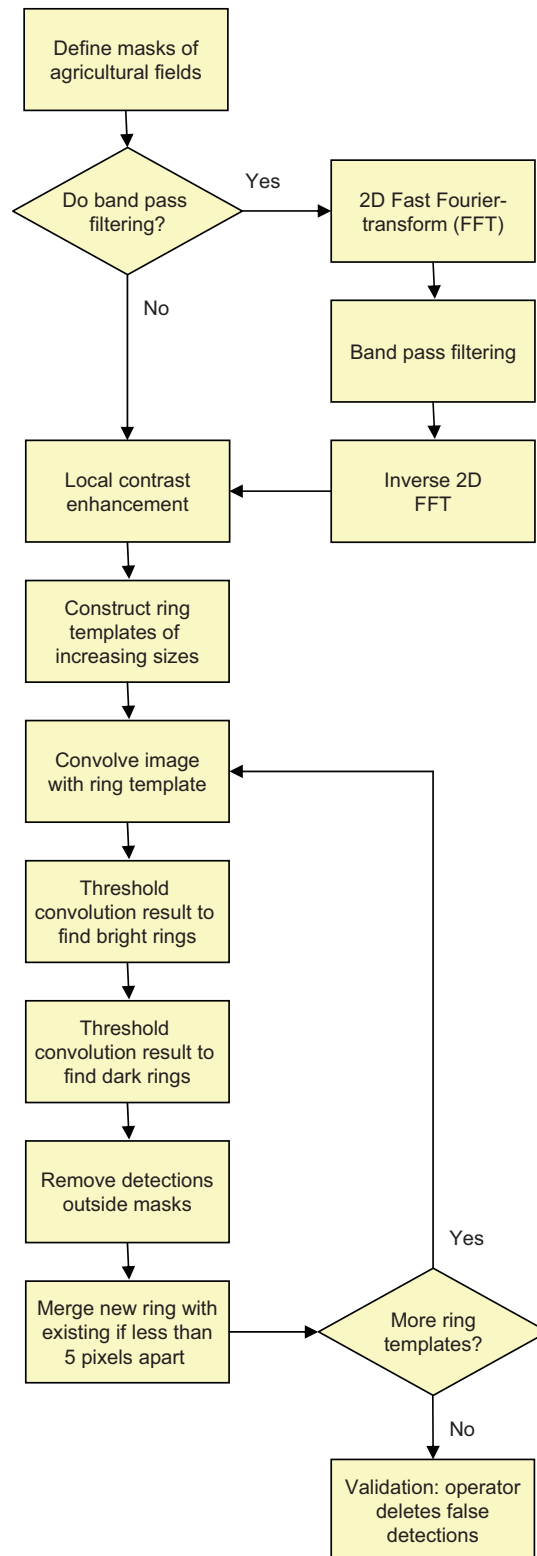 Define masks of
agricultural fields
Do band pass
filtering?
Yes
2D Fast Fourier-
transform (FFT)
No
Band pass filtering
Local contrast
enhancement
Inverse 2D
FFT
Construct ring
templates of
increasing sizes
Convolve image
with ring template
Threshold
convolution result to
find bright rings
Threshold
convolution result to
find dark rings
Remove detections
outside masks
Yes
Merge new ring with
existing if less than
5 pixels apart
More ring
templates?
No
Validation: operator
deletes false
detections